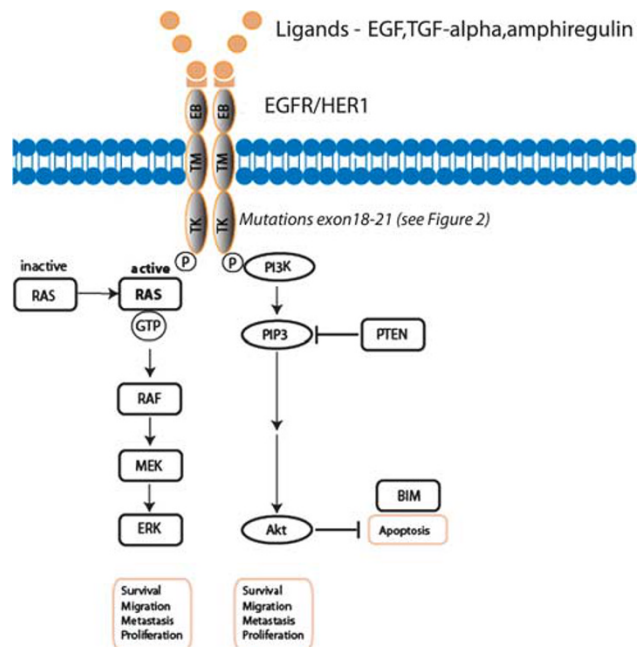 Ligands - EGF,TGF-alpha,amphiregulin
EGFR/HER1
EB
EB
TM
TM
TK
TK
Mutations exon18-21 (see Figure 2)
P
P
inactive
active
RAS
RAS
GTP
PI3K
PIP3
PTEN
RAF
MEK
ERK
Akt
BIM
Apoptosis
Survival
Migration
Metastasis
Proliferation
Survival
Migration
Metastasis
Proliferation